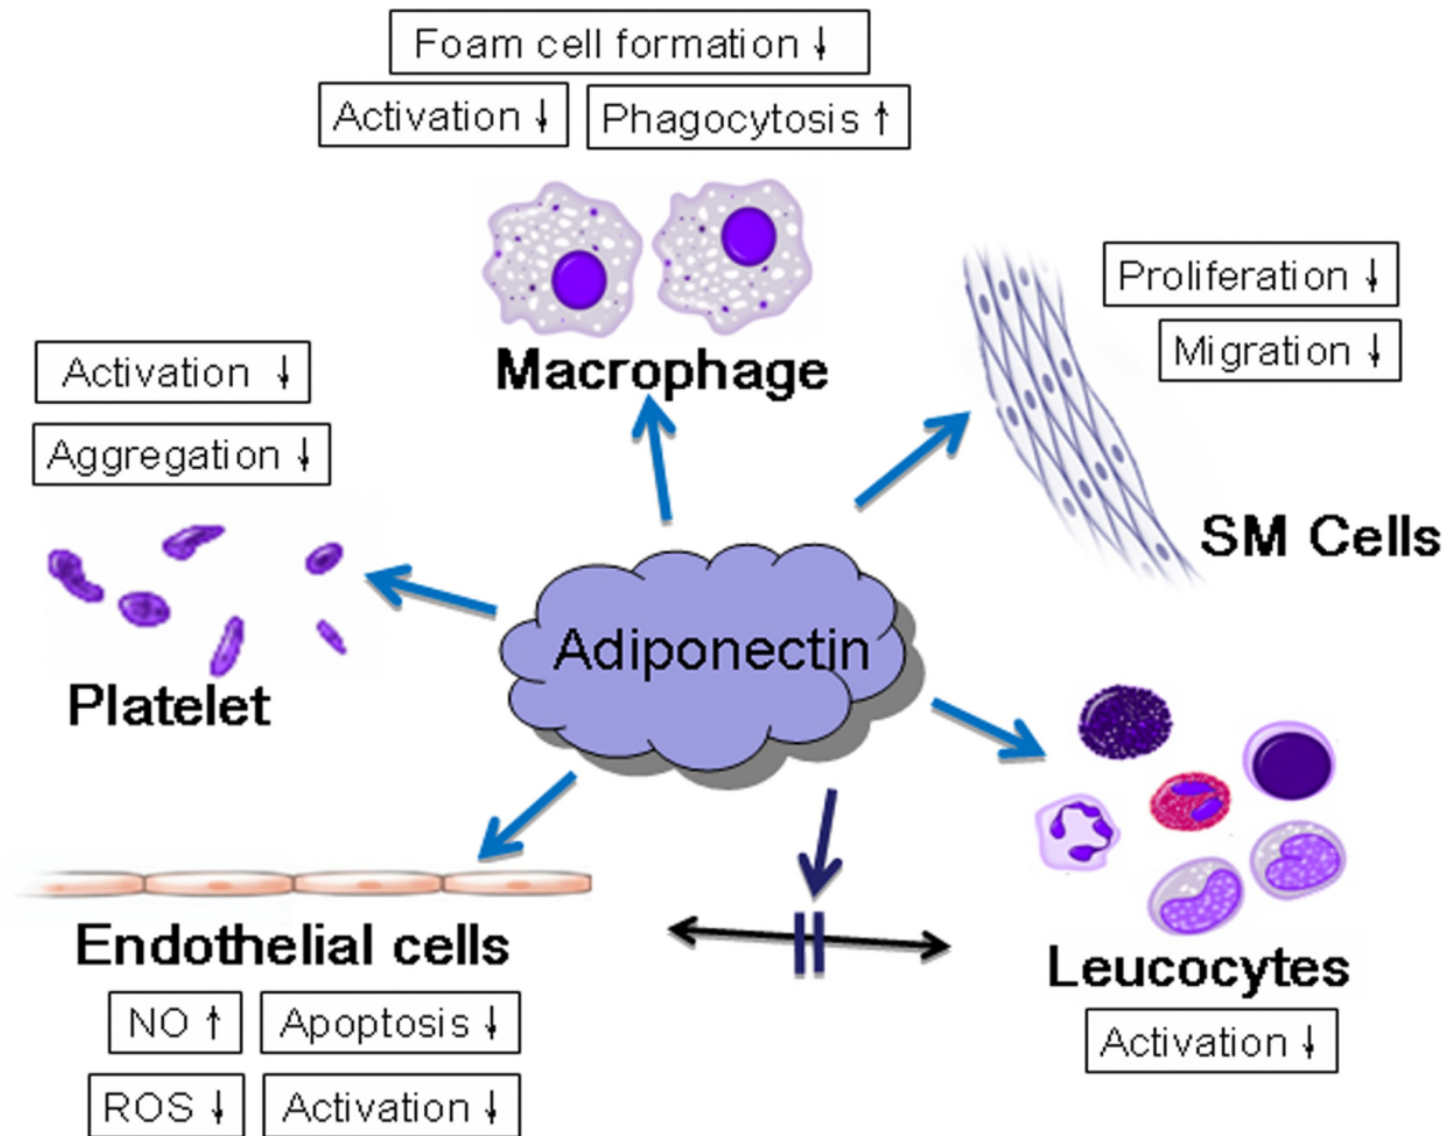 Foam cell formation ↓
Activation ↓
Phagocytosis ↑
Macrophage
Proliferation ↓
Migration ↓
SM Cells
Activation ↓
Aggregation ↓
Platelet
Adiponectin
Endothelial cells
NO ↑
Apoptosis ↓
ROS ↓
Activation ↓
Leucocytes
Activation ↓